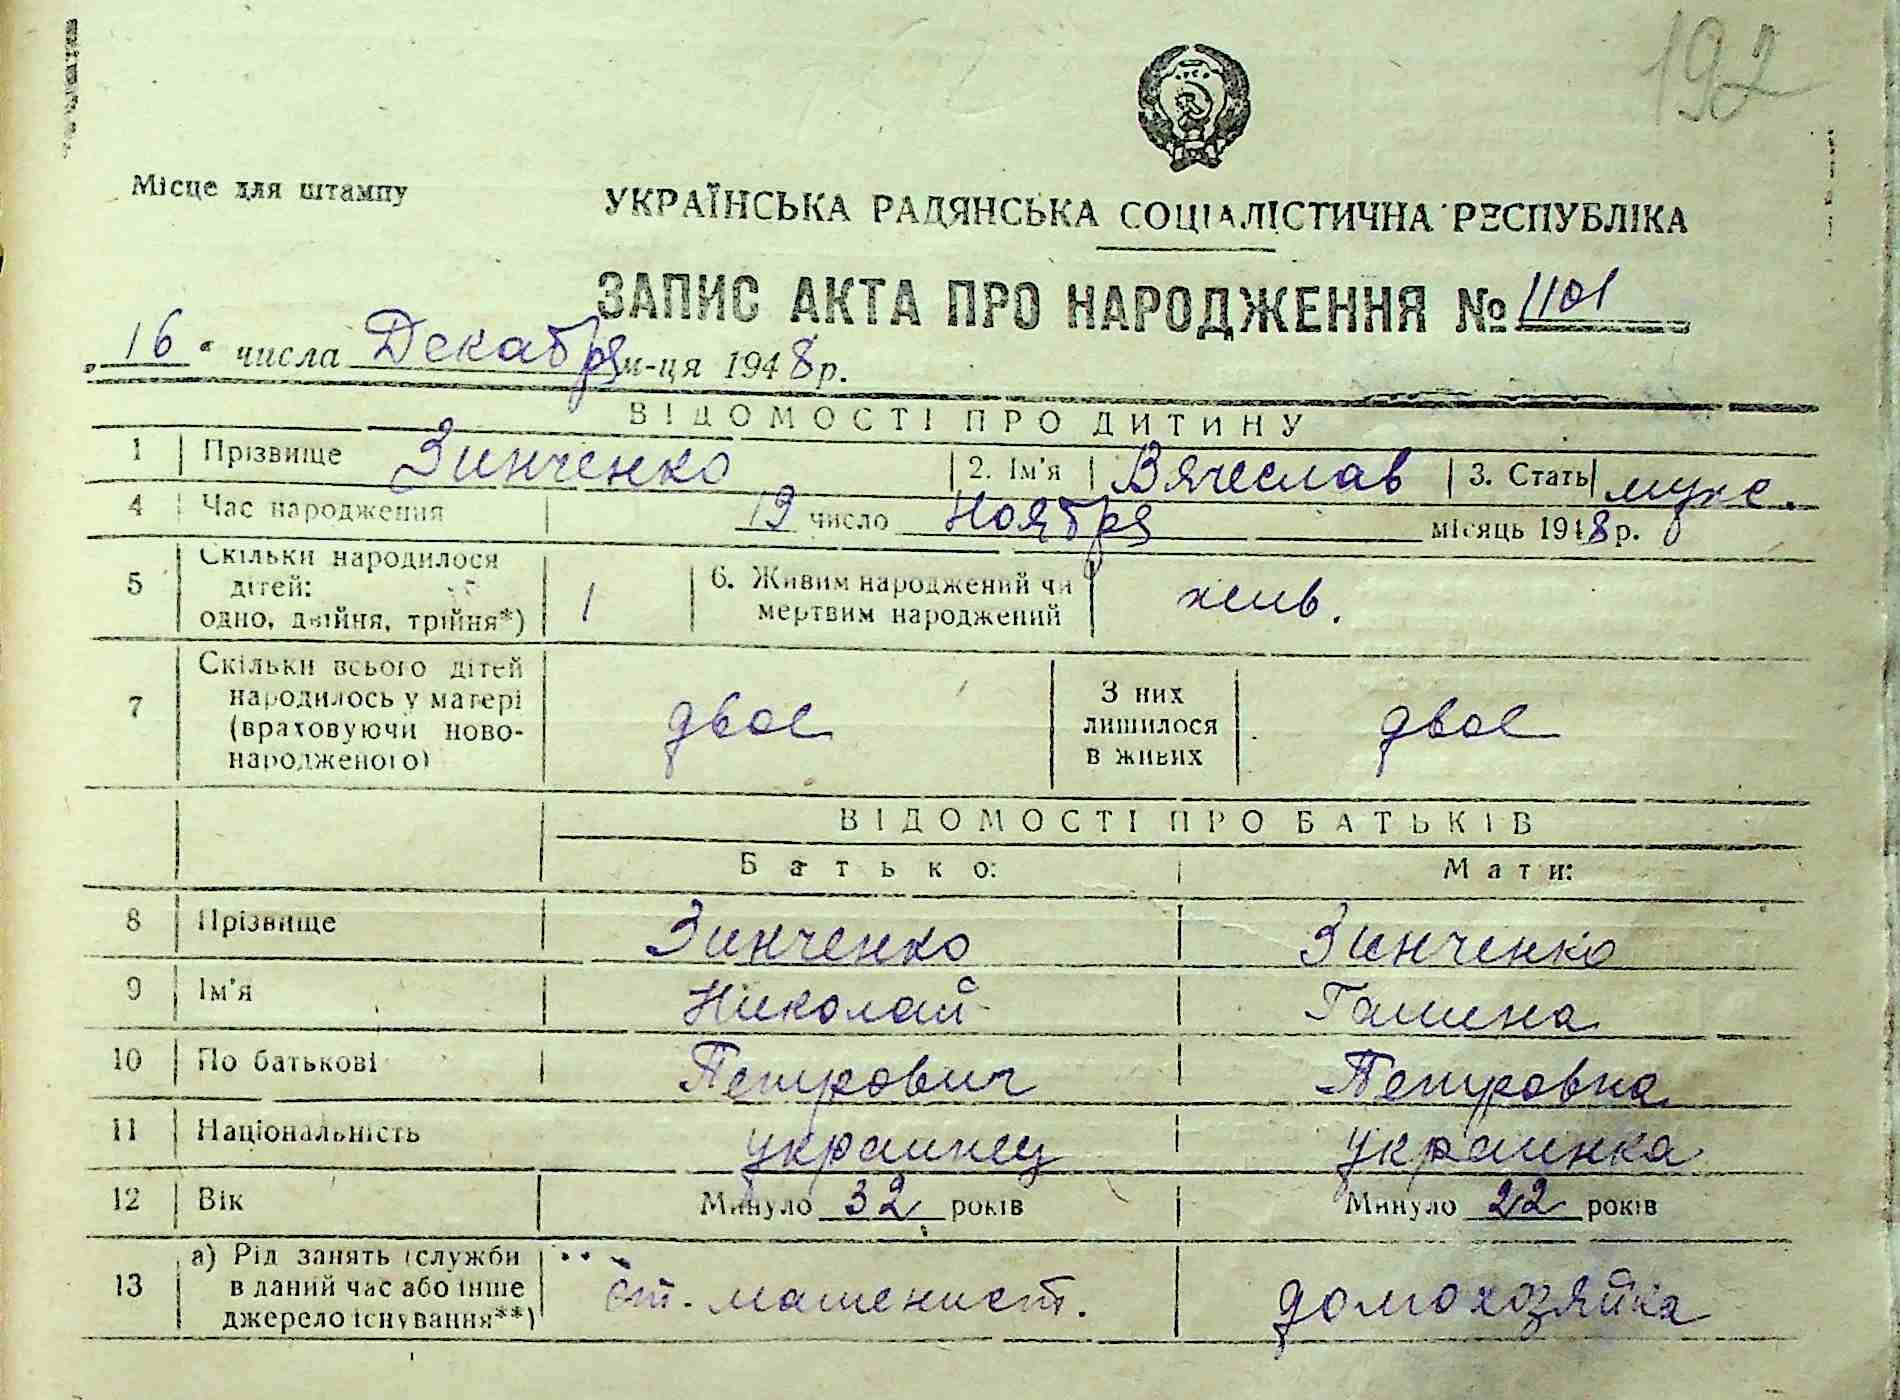 192
Місце для штампу
УКРАЇНСЬКА РАДЯНСЬКА СОЦІАЛІСТИЧНА РЕСПУБЛІКА
ЗАПИС АКТА ПРО НАРОДЖЕННЯ № 1101
„16" числа Декабря м-ця 1948 р.
ВІДОМОСТІ ПРО ДИТИНУ
1 Прізвище Зинченко 2. Ім'я Вячеслав 3. Стать мужс.
4 Час народження 19 число Ноября місяць 1948 р.
5 Скільки народилося дітей: одно, двійня, трійня*) 1 6. Живим народжений чи мертвим народжений жив.
7 Скільки всього дітей народилось у матері (враховуючи ново-народженого) двое З них лишилося в живих двое
ВІДОМОСТІ ПРО БАТЬКІВ
Батько: Мати:
8 Прізвище Зинченко Зинченко
9 Ім'я Николай Галина
10 По батькові Петрович Петровна
11 Національність украинец украинка
12 Вік Минуло 32 років Минуло 22 років
13 а) Рід занять (служби в даний час або інше джерело існування**) ст. машенист. домохозяйка